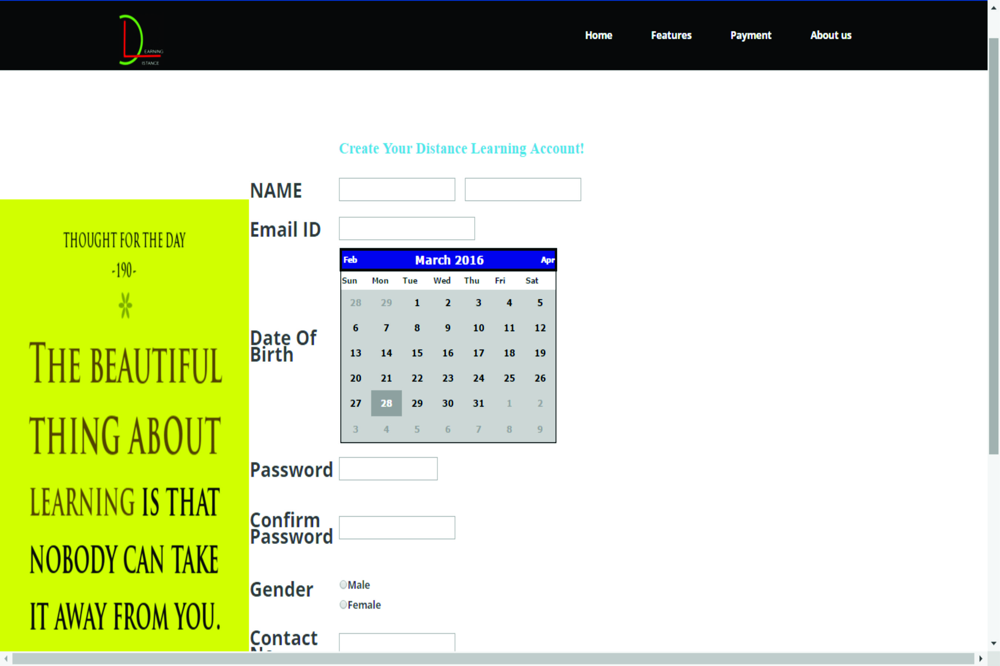 Home Features Payment About us
EARNING
ISTANCE
Create Your Distance Learning Account!
NAME
Email ID
THOUGHT FOR THE DAY
-190-
THE BEAUTIFUL
THING ABOUT
LEARNING IS THAT
NOBODY CAN TAKE
IT AWAY FROM YOU.
Date Of
Birth
Feb March 2016 Apr
Sun Mon Tue Wed Thu Fri Sat
28 29 1 2 3 4 5
6 7 8 9 10 11 12
13 14 15 16 17 18 19
20 21 22 23 24 25 26
27 28 29 30 31 1 2
3 4 5 6 7 8 9
Password
Confirm
Password
Gender
Male
Female
Contact